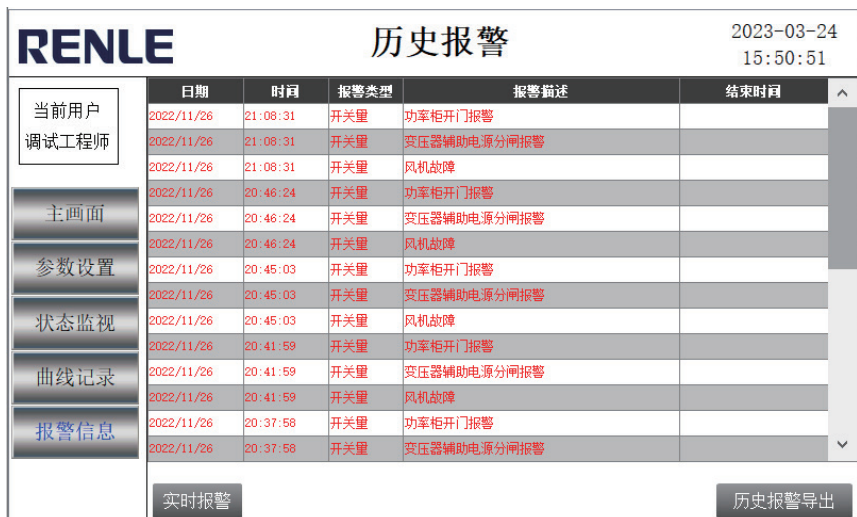 RENLE
历史报警
2023-03-24
15:50:51
当前用户
调试工程师
主画面
参数设置
状态监视
曲线记录
报警信息
日期 时间 报警类型 报警描述 结束时间
2022/11/26 21:08:31 开关量 功率柜开门报警
2022/11/26 21:08:31 开关量 变压器辅助电源分闸报警
2022/11/26 21:08:31 开关量 风机故障
2022/11/26 20:46:24 开关量 功率柜开门报警
2022/11/26 20:46:24 开关量 变压器辅助电源分闸报警
2022/11/26 20:46:24 开关量 风机故障
2022/11/26 20:45:03 开关量 功率柜开门报警
2022/11/26 20:45:03 开关量 变压器辅助电源分闸报警
2022/11/26 20:45:03 开关量 风机故障
2022/11/26 20:41:59 开关量 功率柜开门报警
2022/11/26 20:41:59 开关量 变压器辅助电源分闸报警
2022/11/26 20:41:59 开关量 风机故障
2022/11/26 20:37:58 开关量 功率柜开门报警
2022/11/26 20:37:58 开关量 变压器辅助电源分闸报警
实时报警
历史报警导出